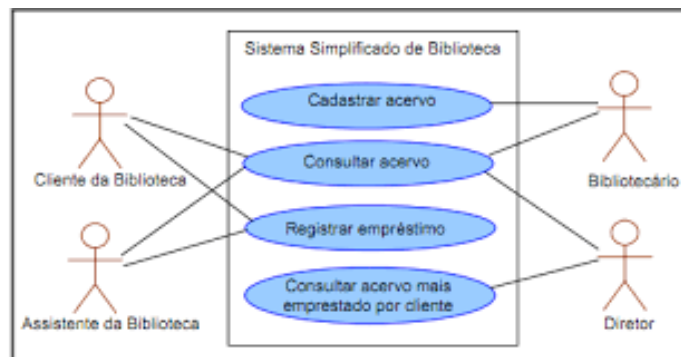 Sistema Simplificado de Biblioteca
Cadastrar acervo
Cliente da Biblioteca
Consultar acervo
Bibliotecário
Registrar empréstimo
Consultar acervo mais
emprestado por cliente
Assistente da Biblioteca
Diretor